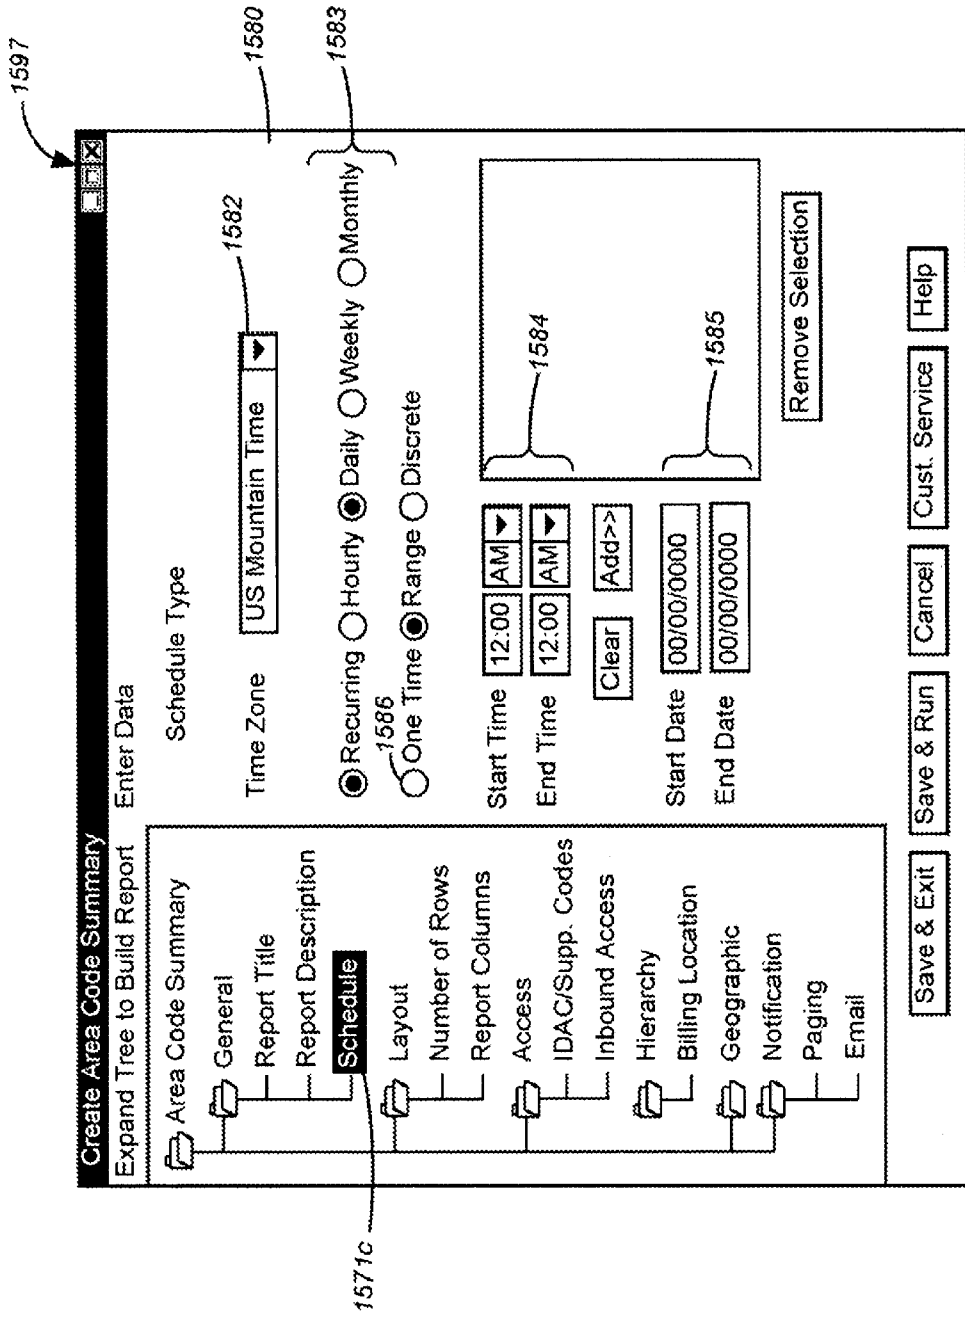 1597
Create Area Code Summary
Expand Tree to Build Report
Enter Data
Area Code Summary
General
Report Title
Report Description
Schedule
1571c
Layout
Number of Rows
Report Columns
Access
IDAC/Supp. Codes
Inbound Access
Hierarchy
Billing Location
Geographic
Notification
Paging
Email
Schedule Type
1580
Time Zone US Mountain Time
1582
Recurring Hourly Daily Weekly Monthly
1583
1586
One Time Range Discrete
Start Time 12:00 AM
End Time 12:00 AM
1584
Clear Add>>
Start Date 00/00/0000
End Date 00/00/0000
1585
Remove Selection
Save & Exit Save & Run Cancel Cust. Service Help